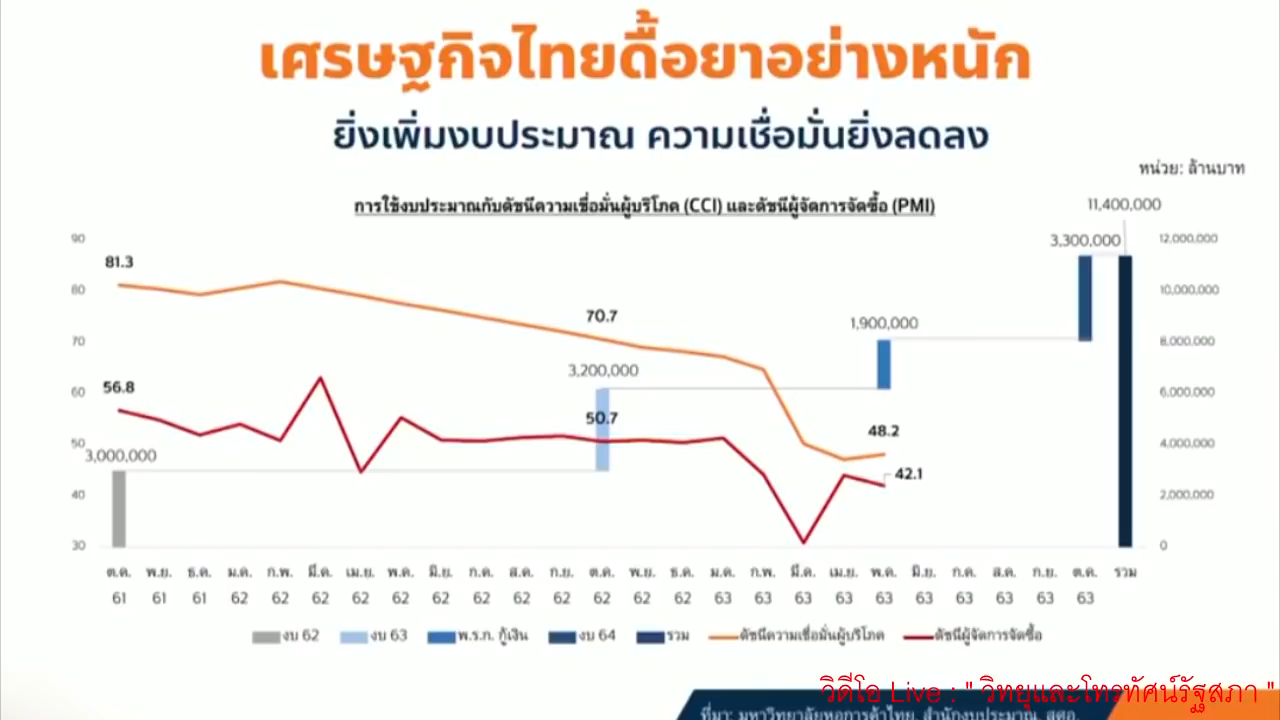 เศรษฐกิจไทยดื้อยาอย่างหนัก
ยิ่งเพิ่มงบประมาณ ความเชื่อมั่นยิ่งลดลง
หน่วย: ล้านบาท
การใช้งบประมาณกับดัชนีความเชื่อมั่นผู้บริโภค (CCI) และดัชนีผู้จัดการจัดซื้อ (PMI)
11,400,000
3,300,000
90 12,000,000
81.3
80 10,000,000
70.7
1,900,000
70 8,000,000
3,200,000
56.8
60 6,000,000
50.7
48.2
50 4,000,000
3,000,000
42.1
40 2,000,000
30 0
ต.ค. พ.ย. ธ.ค. ม.ค. ก.พ. มี.ค. เม.ย. พ.ค. มิ.ย. ก.ค. ส.ค. ก.ย. ต.ค. พ.ย. ธ.ค. ม.ค. ก.พ. มี.ค. เม.ย. พ.ค. มิ.ย. ก.ค. ส.ค. ก.ย. ต.ค. รวม
61 61 61 62 62 62 62 62 62 62 62 62 62 62 62 63 63 63 63 63 63 63 63 63 63
งบ 62 งบ 63 พ.ร.ก. กู้เงิน งบ 64 รวม ดัชนีความเชื่อมั่นผู้บริโภค ดัชนีผู้จัดการจัดซื้อ
วิดีโอ Live : " วิทยุและโทรทัศน์รัฐสภา "
ที่มา: มหาวิทยาลัยหอการค้าไทย, สำนักงบประมาณ, สศอ.